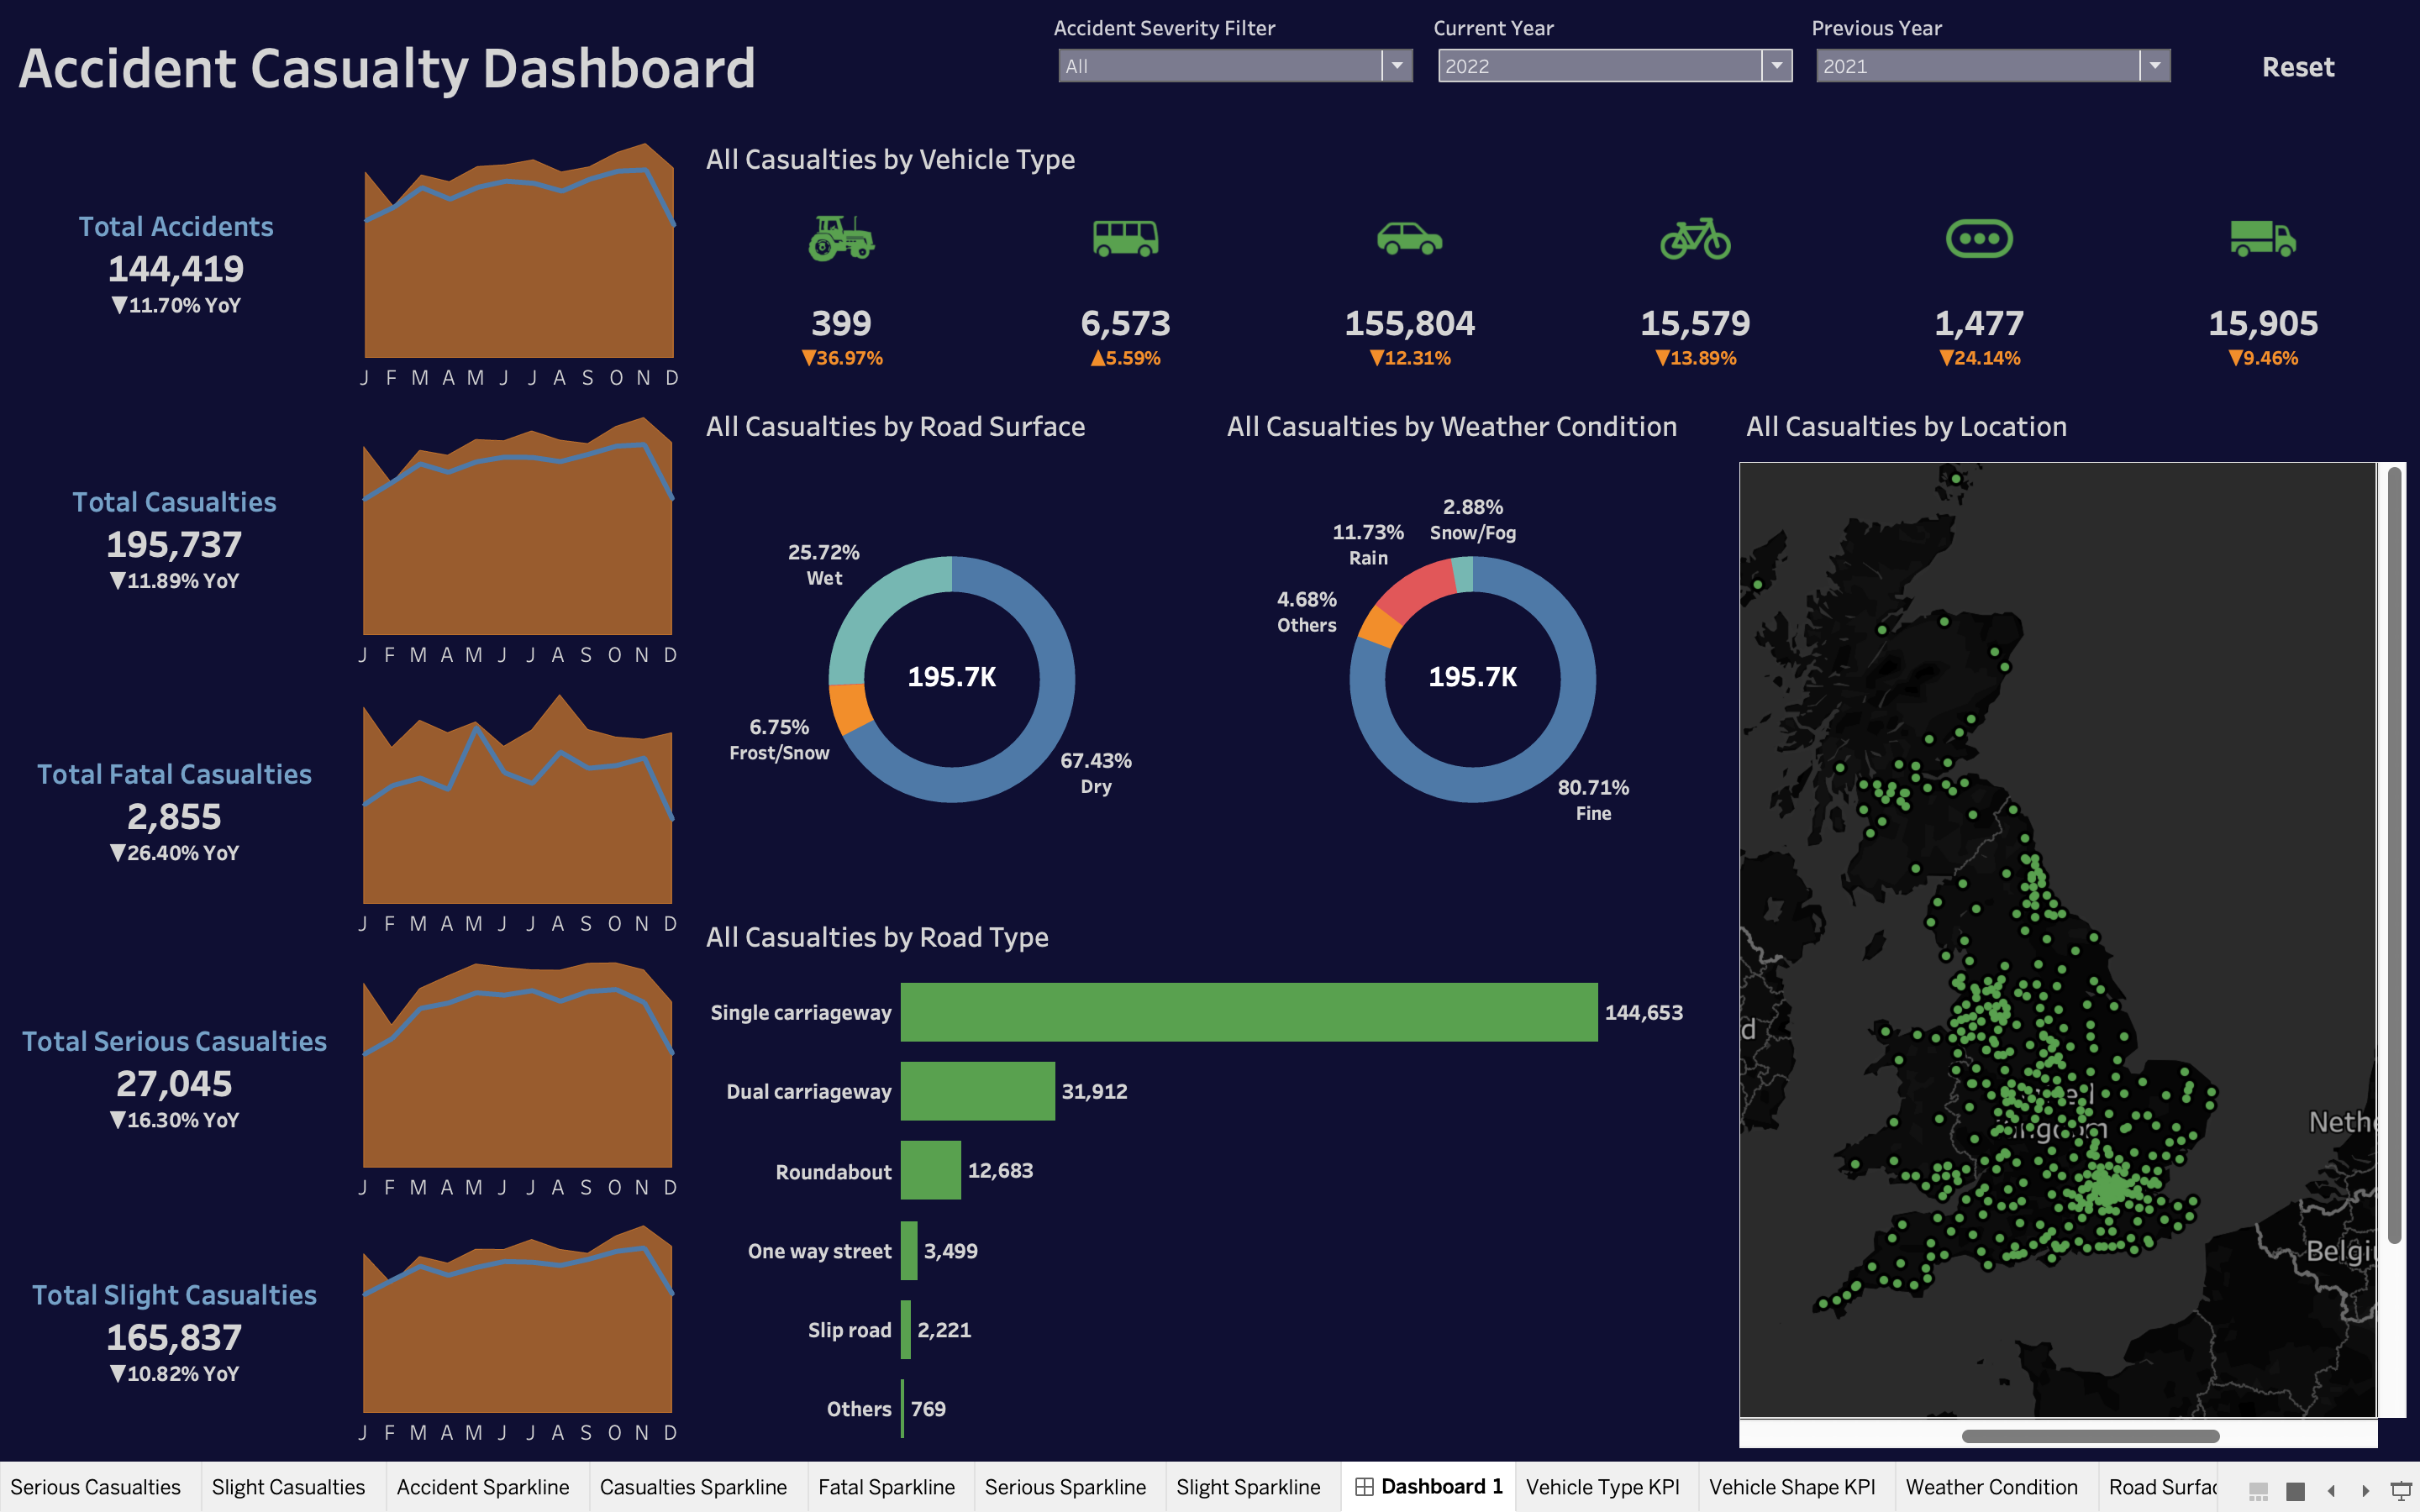 Accident Casualty Dashboard
Accident Severity Filter
All
Current Year
2022
Previous Year
2021
Reset
Total Accidents
144,419
▼11.70% YoY
J F M A M J J A S O N D
Total Casualties
195,737
▼11.89% YoY
J F M A M J J A S O N D
Total Fatal Casualties
2,855
▼26.40% YoY
J F M A M J J A S O N D
Total Serious Casualties
27,045
▼16.30% YoY
J F M A M J J A S O N D
Total Slight Casualties
165,837
▼10.82% YoY
J F M A M J J A S O N D
All Casualties by Vehicle Type
399
▼36.97%
6,573
▲5.59%
155,804
▼12.31%
15,579
▼13.89%
1,477
▼24.14%
15,905
▼9.46%
All Casualties by Road Surface
25.72%
Wet
6.75%
Frost/Snow
195.7K
67.43%
Dry
All Casualties by Weather Condition
2.88%
Snow/Fog
11.73%
Rain
4.68%
Others
195.7K
80.71%
Fine
All Casualties by Road Type
Single carriageway 144,653
Dual carriageway 31,912
Roundabout 12,683
One way street 3,499
Slip road 2,221
Others 769
All Casualties by Location
d
Nethe
Belgi
Serious Casualties
Slight Casualties
Accident Sparkline
Casualties Sparkline
Fatal Sparkline
Serious Sparkline
Slight Sparkline
Dashboard 1
Vehicle Type KPI
Vehicle Shape KPI
Weather Condition
Road Surfac